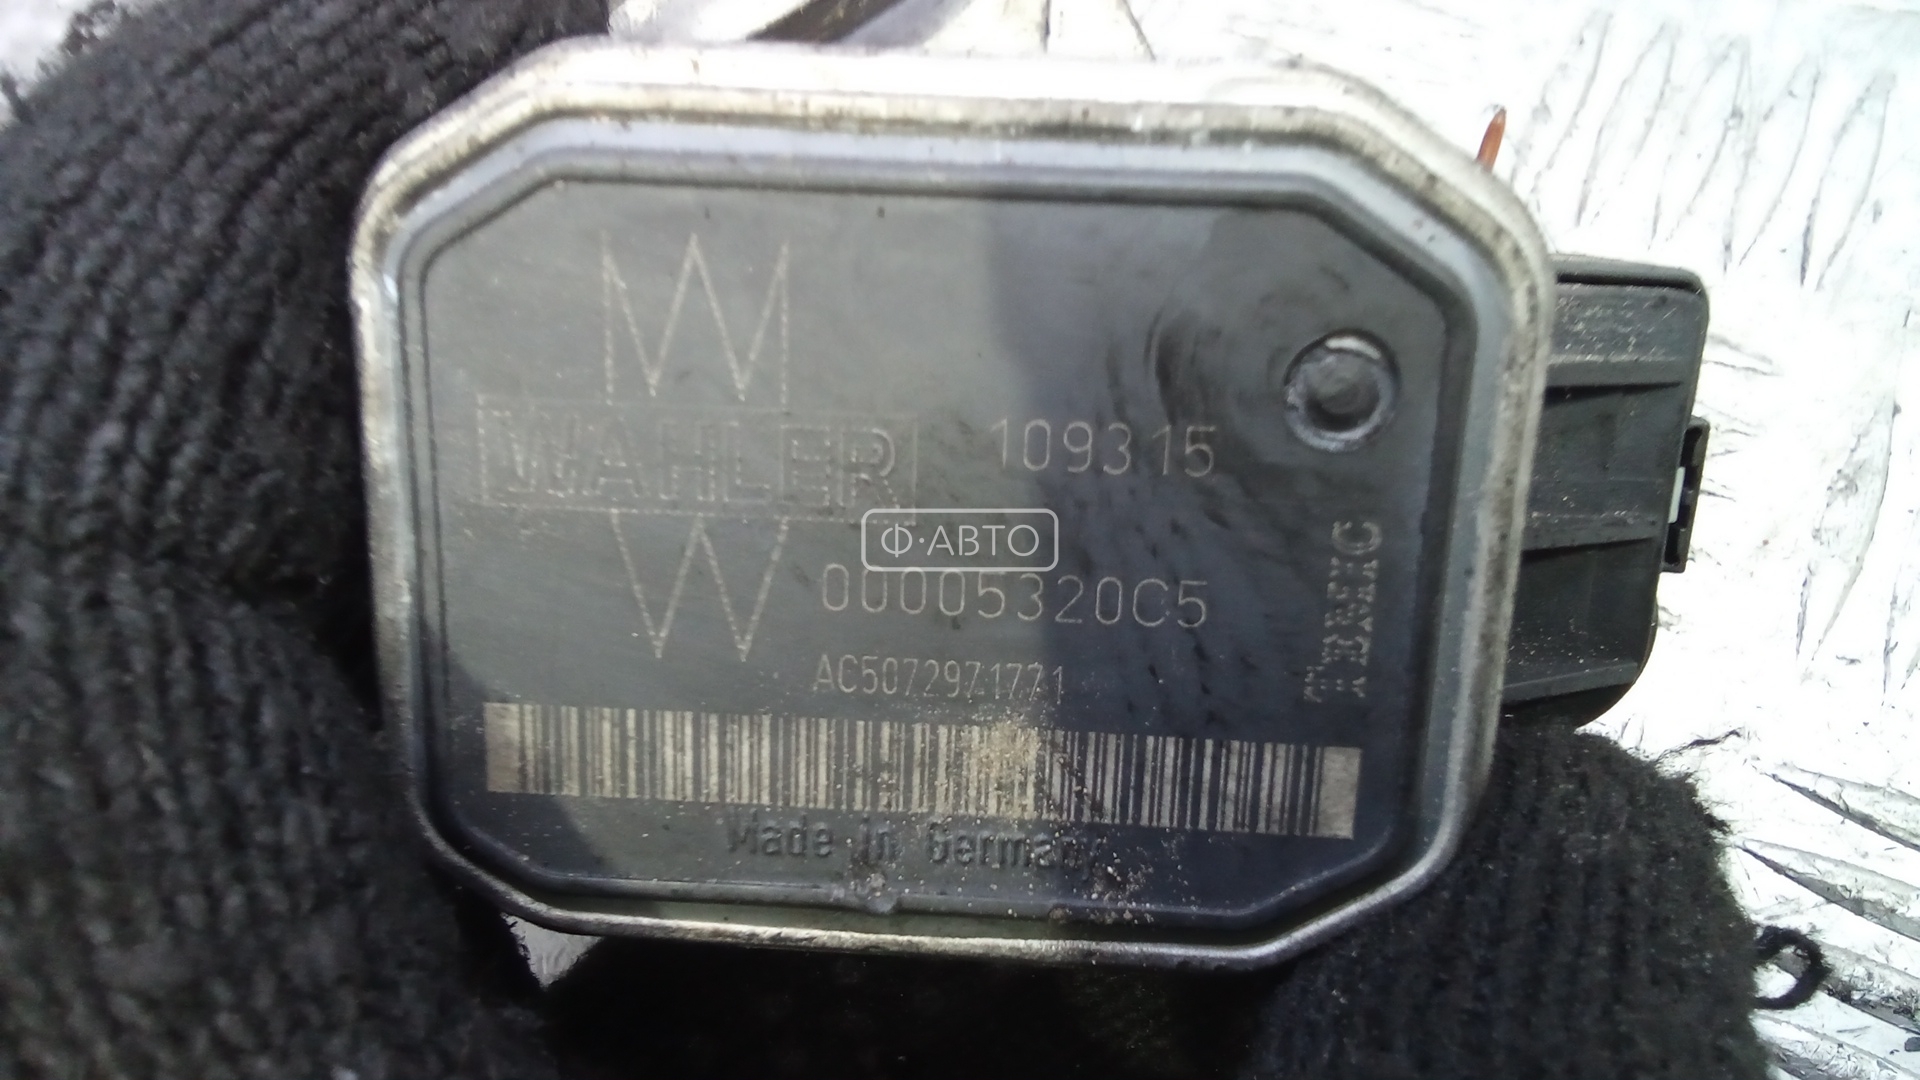 WAHLER
109315
Ф·АВТО
00005320C5
AC5072971771
Made in Germany